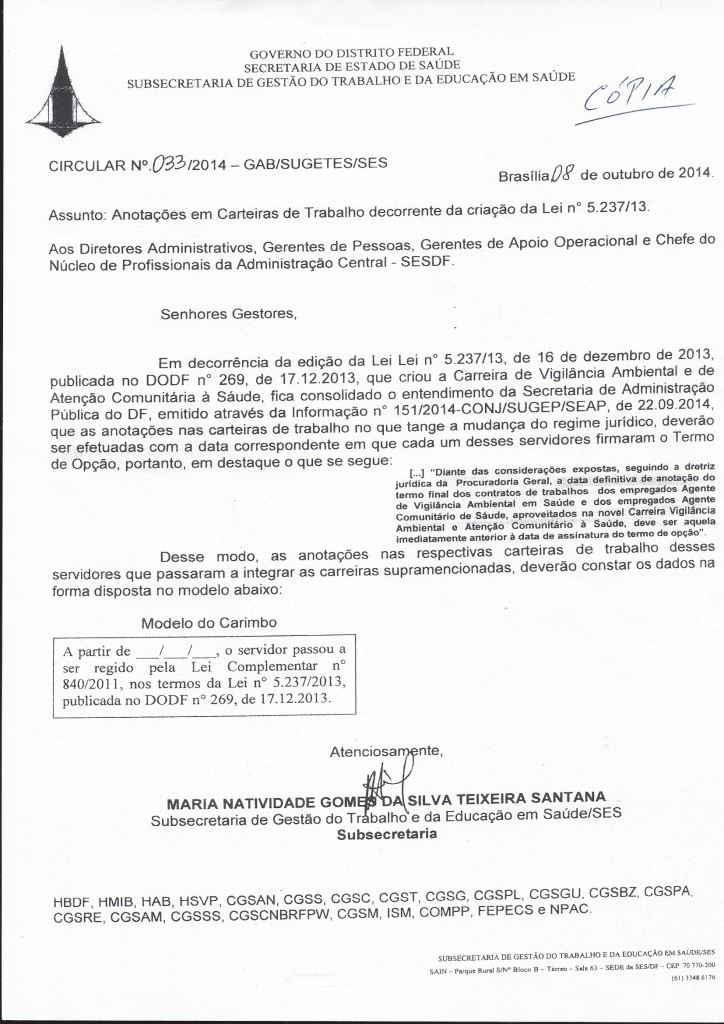 GOVERNO DO DISTRITO FEDERAL
SECRETARIA DE ESTADO DE SAÚDE
SUBSECRETARIA DE GESTÃO DO TRABALHO E DA EDUCAÇÃO EM SAÚDE
CÓPIA
CIRCULAR Nº.033/2014 – GAB/SUGETES/SES
Brasília 08 de outubro de 2014.
Assunto: Anotações em Carteiras de Trabalho decorrente da criação da Lei n° 5.237/13.
Aos Diretores Administrativos, Gerentes de Pessoas, Gerentes de Apoio Operacional e Chefe do
Núcleo de Profissionais da Administração Central - SESDF.
Senhores Gestores,
Em decorrência da edição da Lei Lei n° 5.237/13, de 16 de dezembro de 2013,
publicada no DODF n° 269, de 17.12.2013, que criou a Carreira de Vigilância Ambiental e de
Atenção Comunitária à Sáude, fica consolidado o entendimento da Secretaria de Administração
Pública do DF, emitido através da Informação n° 151/2014-CONJ/SUGEP/SEAP, de 22.09.2014,
que as anotações nas carteiras de trabalho no que tange a mudança do regime jurídico, deverão
ser efetuadas com a data correspondente em que cada um desses servidores firmaram o Termo
de Opção, portanto, em destaque o que se segue:
[...] "Diante das considerações expostas, seguindo a dretriz
jurídica da Procuradoria Geral, a data definitiva de anotação do
termo final dos contratos de trabalhos dos empregados Agente
de Vigilância Ambiental em Saúde e dos empregados Agente
Comunitário de Sáude, aproveitados na novel Carreira Vigilância
Ambiental e Atenção Comunitário à Saúde, deve ser aquela
imediatamente anterior à data de assinatura do termo de opção".
Desse modo, as anotações nas respectivas carteiras de trabalho desses
servidores que passaram a integrar as carreiras supramencionadas, deverão constar os dados na
forma disposta no modelo abaixo:
Modelo do Carimbo
A partir de ___/___/___, o servidor passou a
ser regido pela Lei Complementar n°
840/2011, nos termos da Lei n° 5.237/2013,
publicada no DODF n° 269, de 17.12.2013.
Atenciosamente,
MARIA NATIVIDADE GOMES DA SILVA TEIXEIRA SANTANA
Subsecretaria de Gestão do Trabalho e da Educação em Saúde/SES
Subsecretaria
HBDF, HMIB, HAB, HSVP, CGSAN, CGSS, CGSC, CGST, CGSG, CGSPL, CGSGU, CGSBZ, CGSPA,
CGSRE, CGSAM, CGSSS, CGSCNBRFPW, CGSM, ISM, COMPP, FEPECS e NPAC.
SUBSECRETARIA DE GESTÃO DO TRABALHO E DA EDUCAÇÃO EM SAÚDE/SES
SAIN – Parque Rural S/Nº Bloco B – Térreo – Sala 63 – SEDE da SES/DF – CEP 70.770-200
(61) 3348.6176